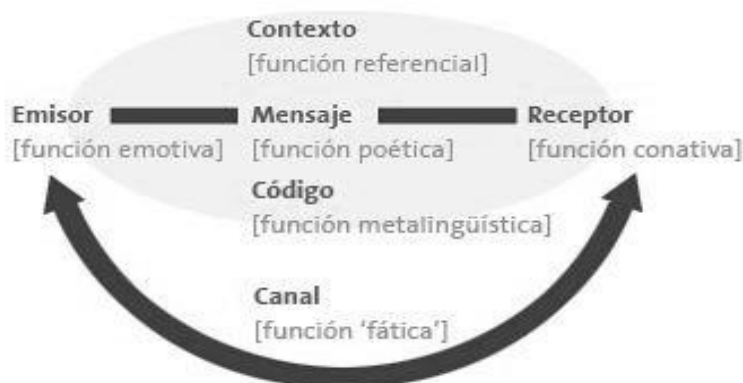 Contexto
[función referencial]
Emisor
[función emotiva]
Mensaje
[función poética]
Receptor
[función conativa]
Código
[función metalingüística]
Canal
[función ‘fática’]